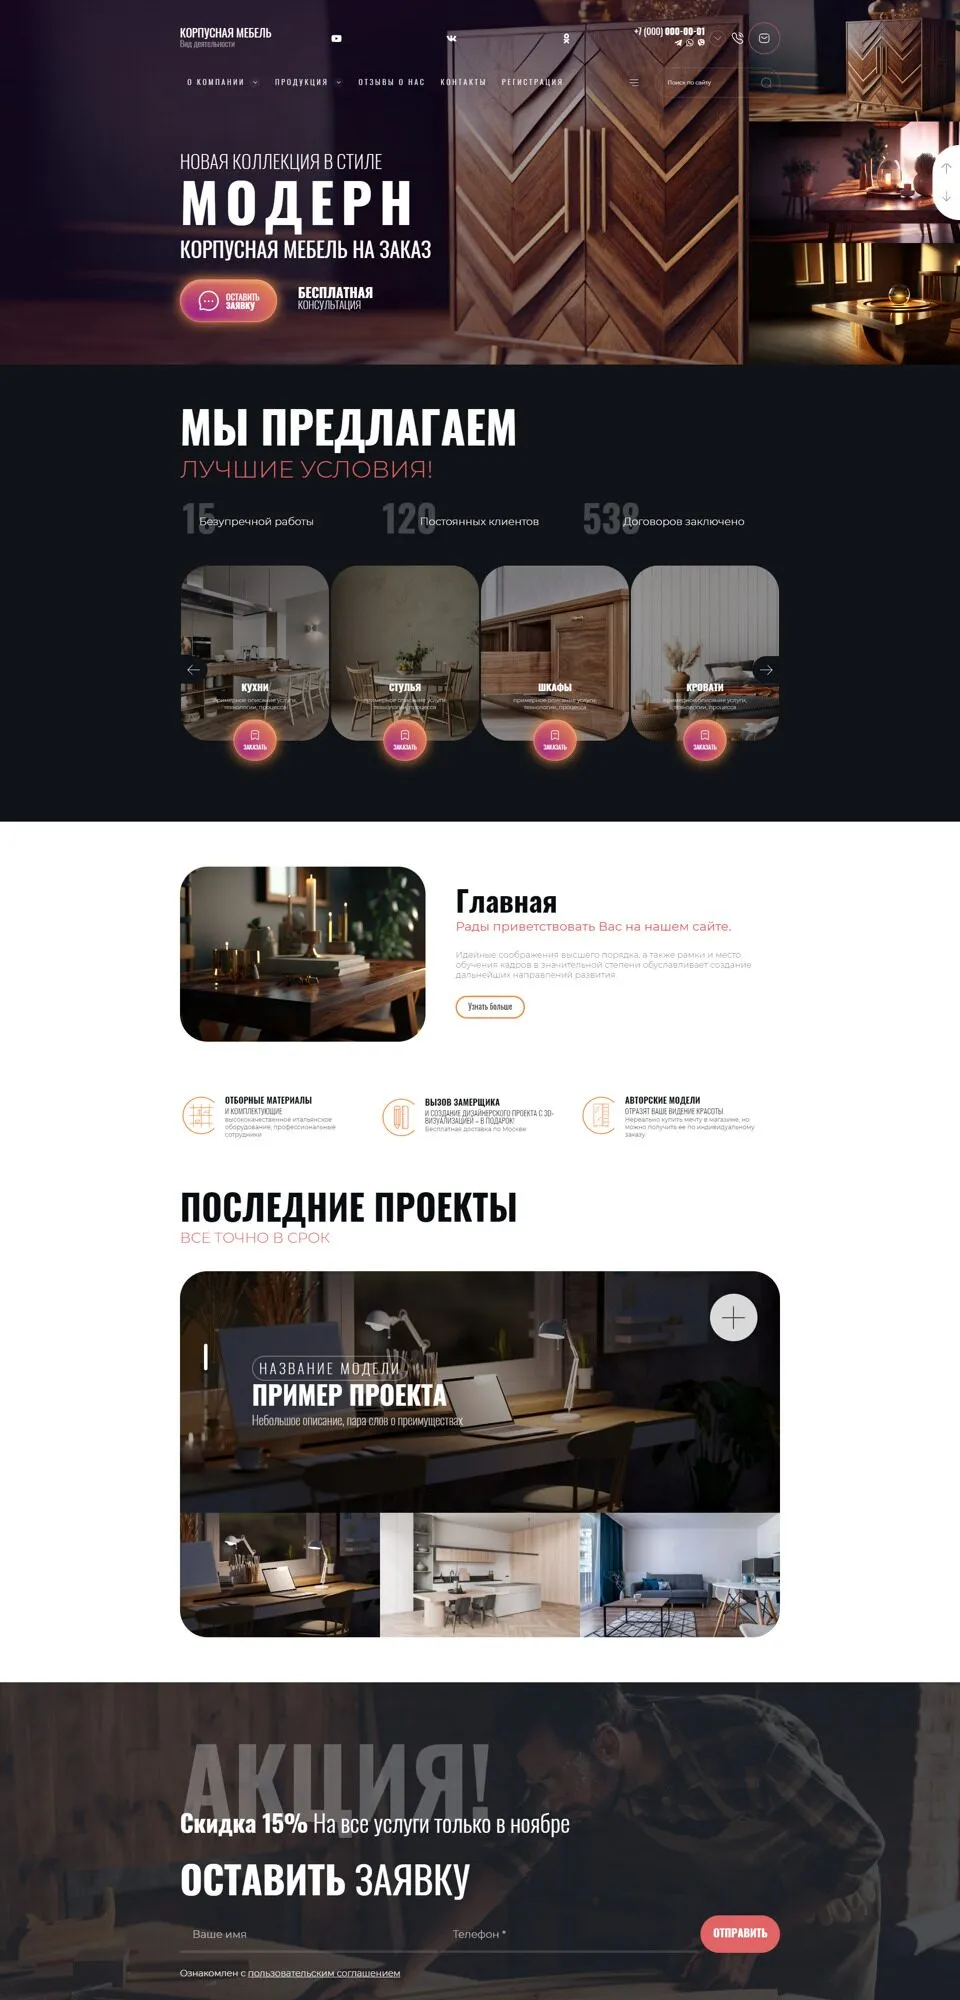 КОРПУСНАЯ МЕБЕЛЬ
Вид деятельности
+7 (000) 000-00-01
О КОМПАНИИ
ПРОДУКЦИЯ
ОТЗЫВЫ О НАС
КОНТАКТЫ
РЕГИСТРАЦИЯ
Поиск по сайту
НОВАЯ КОЛЛЕКЦИЯ В СТИЛЕ
МОДЕРН
КОРПУСНАЯ МЕБЕЛЬ НА ЗАКАЗ
ОСТАВИТЬ
ЗАЯВКУ
БЕСПЛАТНАЯ
КОНСУЛЬТАЦИЯ
МЫ ПРЕДЛАГАЕМ
ЛУЧШИЕ УСЛОВИЯ!
15 Безупречной работы
120 Постоянных клиентов
538 Договоров заключено
КУХНИ
примерное описание услуги,
технологии, процесса
ЗАКАЗАТЬ
СТУЛЬЯ
примерное описание услуги,
технологии, процесса
ЗАКАЗАТЬ
ШКАФЫ
примерное описание услуги,
технологии, процесса
ЗАКАЗАТЬ
КРОВАТИ
примерное описание услуги,
технологии, процесса
ЗАКАЗАТЬ
Главная
Рады приветствовать Вас на нашем сайте.
Идейные соображения высшего порядка, а также рамки и место
обучения кадров в значительной степени обуславливает создание
дальнейших направлений развития.
Узнать больше
ОТБОРНЫЕ МАТЕРИАЛЫ
И КОМПЛЕКТУЮЩИЕ
высококачественное итальянское
оборудование, профессиональные
сотрудники
ВЫЗОВ ЗАМЕРЩИКА
И СОЗДАНИЕ ДИЗАЙНЕРСКОГО ПРОЕКТА С 3D-
ВИЗУАЛИЗАЦИЕЙ – В ПОДАРОК!
Бесплатная доставка по Москве
АВТОРСКИЕ МОДЕЛИ
ОТРАЗЯТ ВАШЕ ВИДЕНИЕ КРАСОТЫ
Нереально купить мечту в магазине, но
можно получить ее по индивидуальному
заказу.
ПОСЛЕДНИЕ ПРОЕКТЫ
ВСЕ ТОЧНО В СРОК
НАЗВАНИЕ МОДЕЛИ
ПРИМЕР ПРОЕКТА
Небольшое описание, пара слов о преимуществах
АКЦИЯ!
Скидка 15% На все услуги только в ноябре
ОСТАВИТЬ ЗАЯВКУ
Ваше имя
Телефон *
ОТПРАВИТЬ
Ознакомлен с пользовательским соглашением